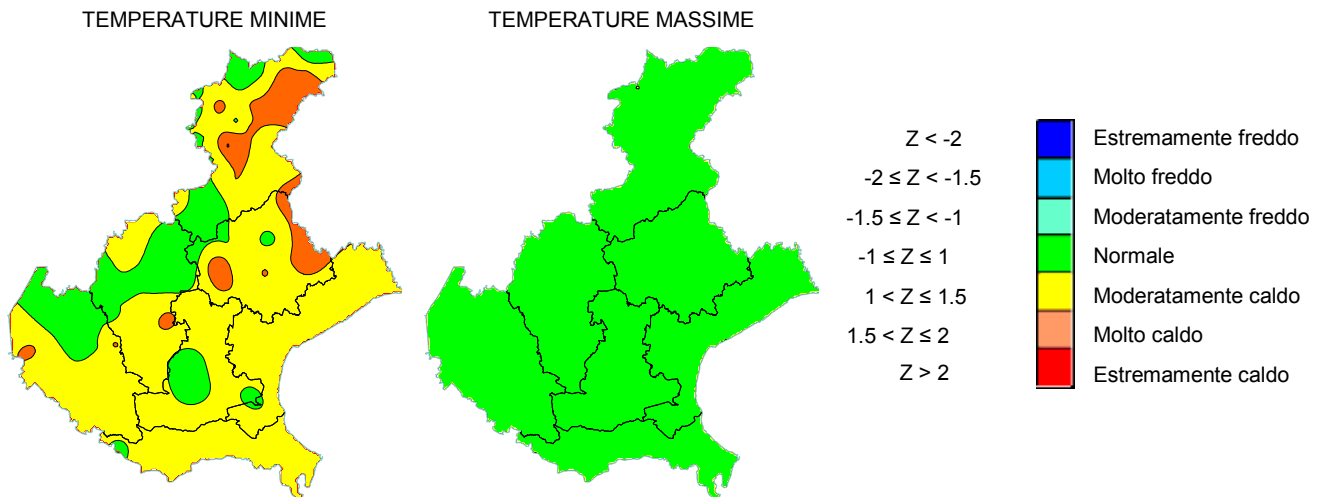 TEMPERATURE MINIME
TEMPERATURE MASSIME
Z < -2 Estremamente freddo
-2 ≤ Z < -1.5 Molto freddo
-1.5 ≤ Z < -1 Moderatamente freddo
-1 ≤ Z ≤ 1 Normale
1 < Z ≤ 1.5 Moderatamente caldo
1.5 < Z ≤ 2 Molto caldo
Z > 2 Estremamente caldo